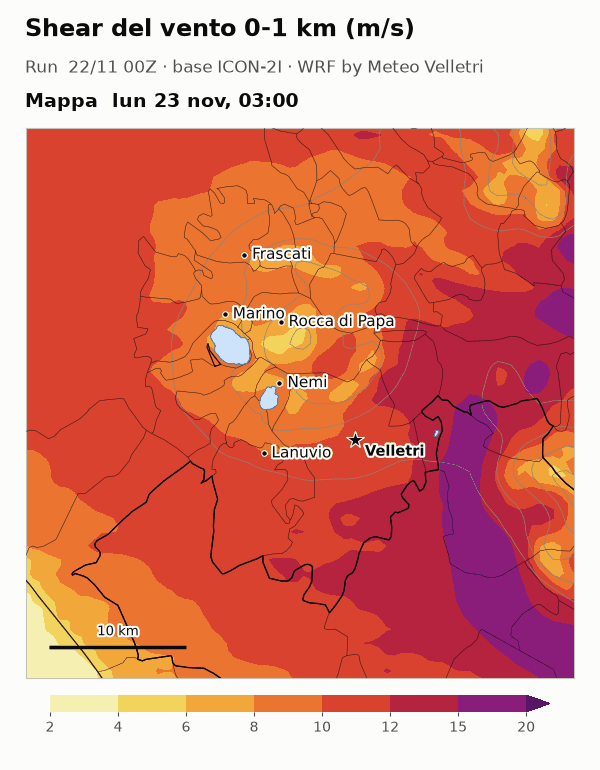 Shear del vento 0-1 km (m/s)
Run  22/11 00Z · base ICON-2I · WRF by Meteo Velletri
Mappa  lun 23 nov, 03:00
Frascati
Marino
Rocca di Papa
Nemi
Velletri
Lanuvio
10 km
2 4 6 8 10 12 15 20